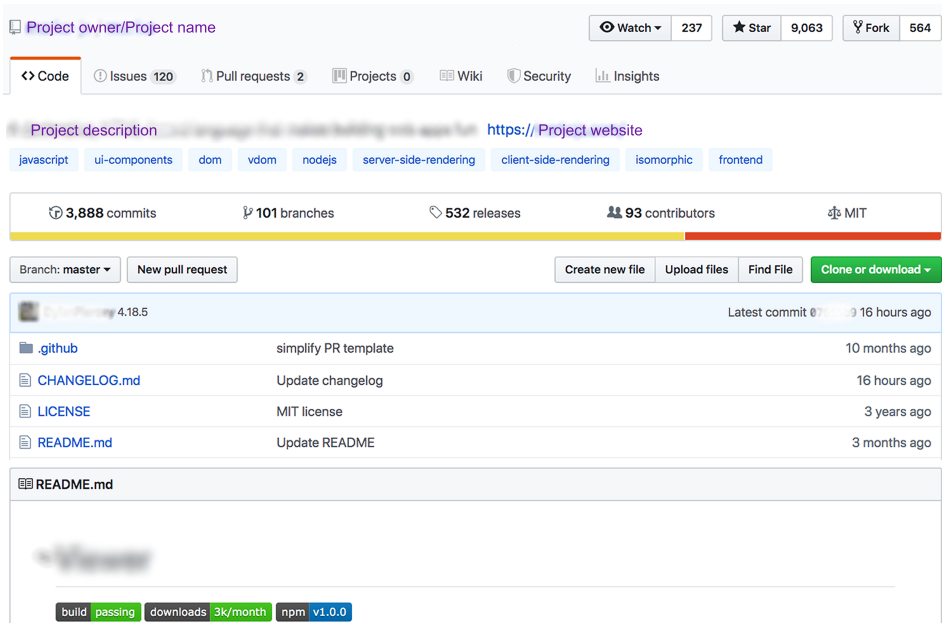 Project owner/Project name Watch 237 Star 9,063 Fork 564
Code Issues 120 Pull requests 2 Projects 0 Wiki Security Insights
Project description https:// Project website
javascript ui-components dom vdom nodejs server-side-rendering client-side-rendering isomorphic frontend
3,888 commits 101 branches 532 releases 93 contributors MIT
Branch: master New pull request Create new file Upload files Find File Clone or download
4.18.5 Latest commit 16 hours ago
.github simplify PR template 10 months ago
CHANGELOG.md Update changelog 16 hours ago
LICENSE MIT license 3 years ago
README.md Update README 3 months ago
README.md
build passing downloads 3k/month npm v1.0.0